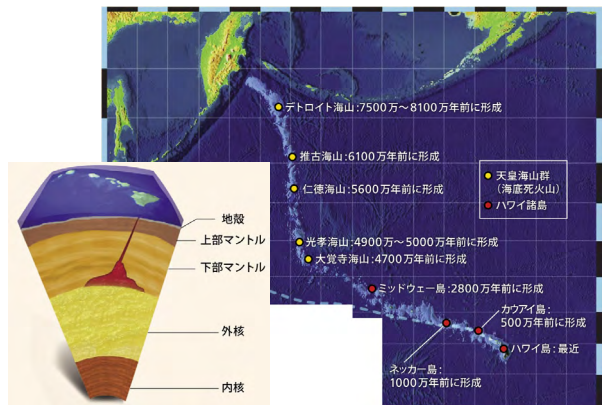 デトロイト海山:7500万~8100万年前に形成
推古海山:6100万年前に形成
仁徳海山:5600万年前に形成
天皇海山群
(海底死火山)
ハワイ諸島
光孝海山:4900万~5000万年前に形成
大覚寺海山:4700万年前に形成
ミッドウェー島:2800万年前に形成
カウアイ島:
500万年前に形成
ハワイ島:最近
ネッカー島:
1000万年前に形成
地殻
上部マントル
下部マントル
外核
内核